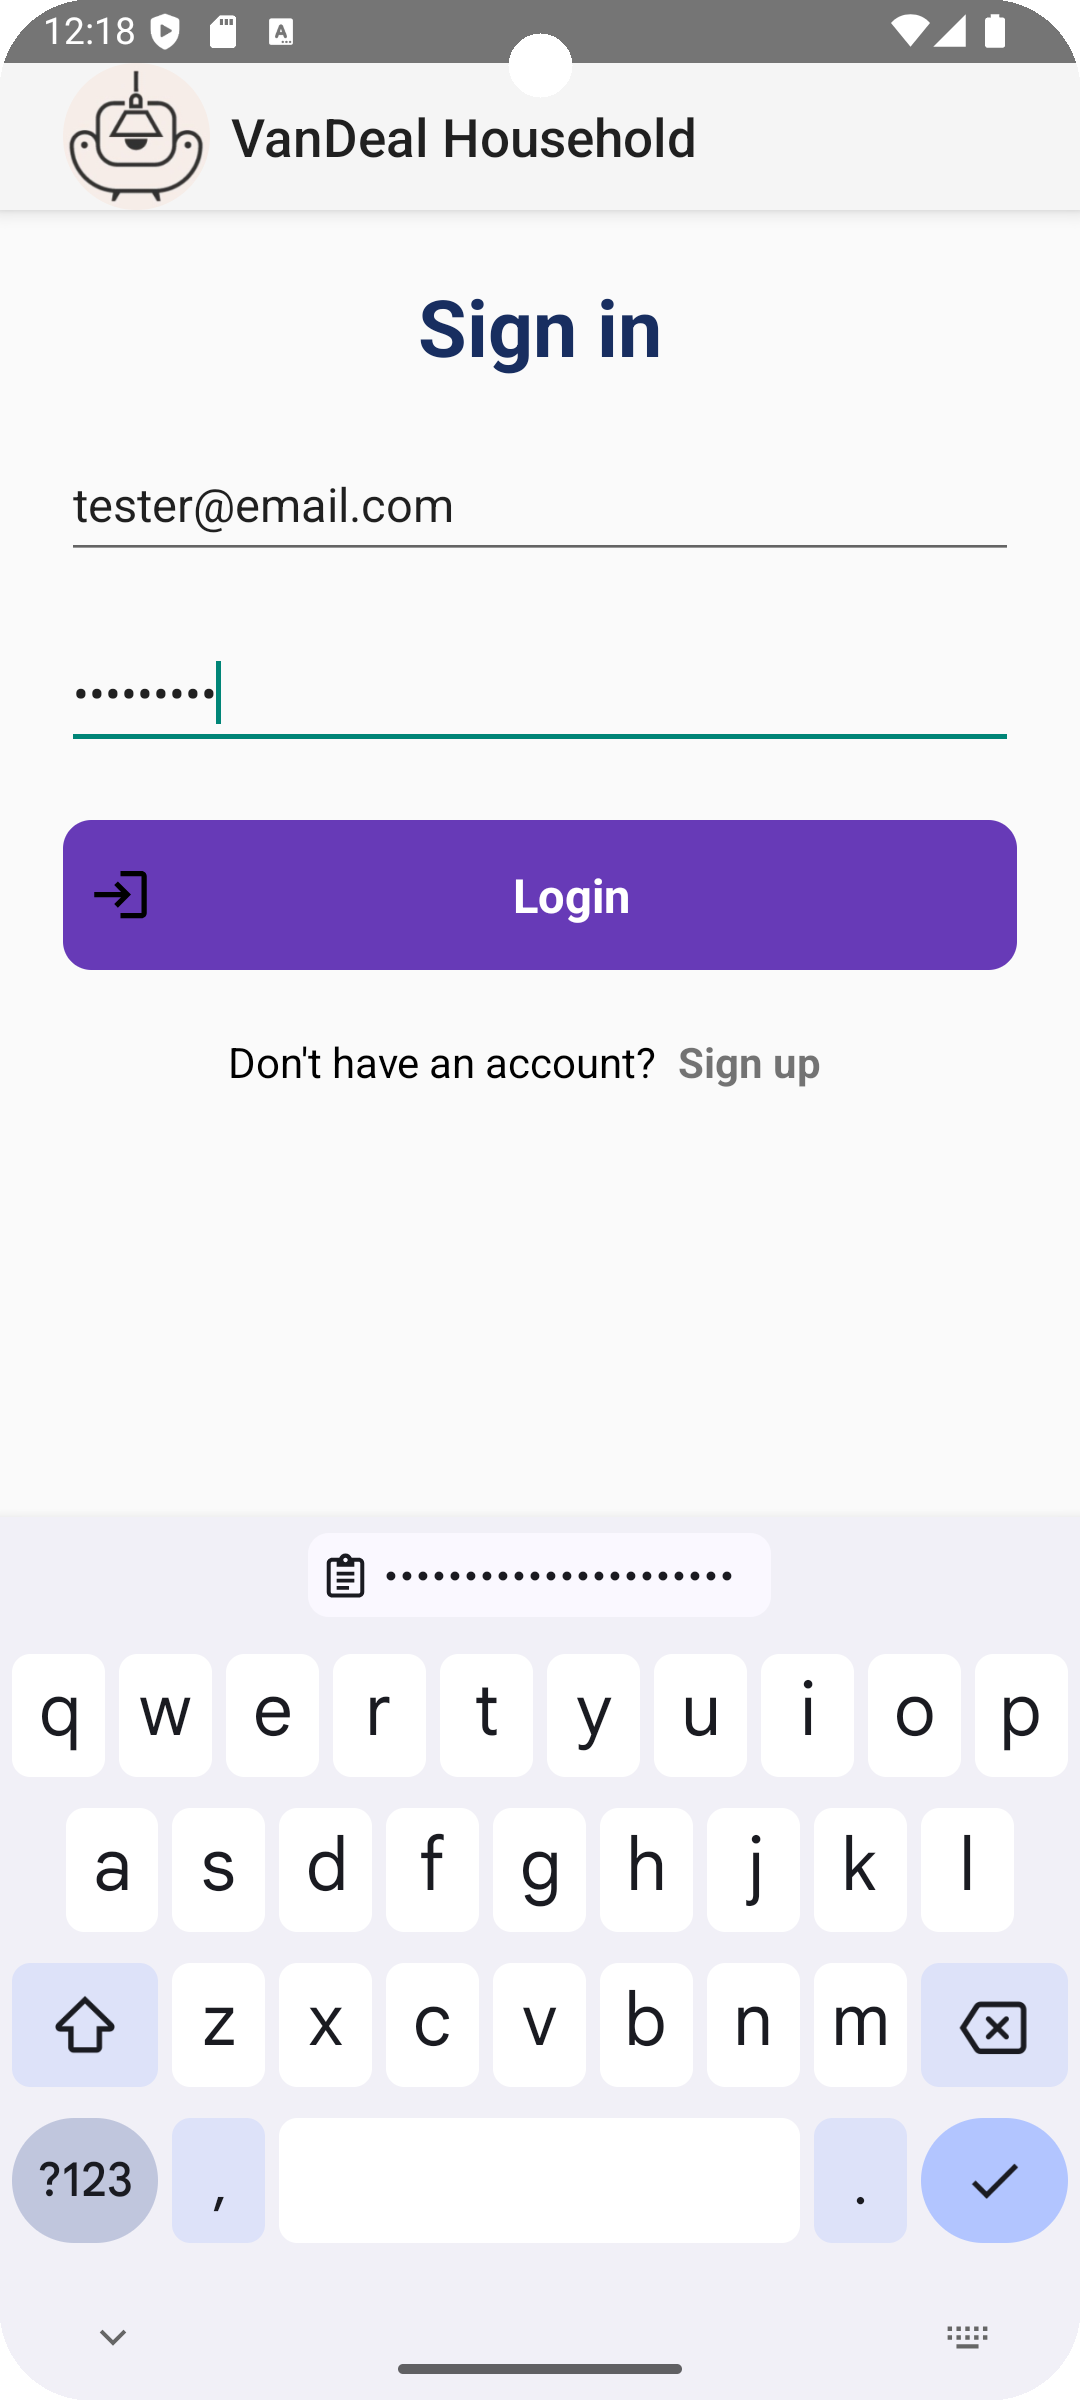 12:18
VanDeal Household
Sign in
tester@email.com
•••••••••
Login
Don't have an account? Sign up
••••••••••••••••••••••
q w e r t y u i o p
a s d f g h j k l
z x c v b n m
?123 , .